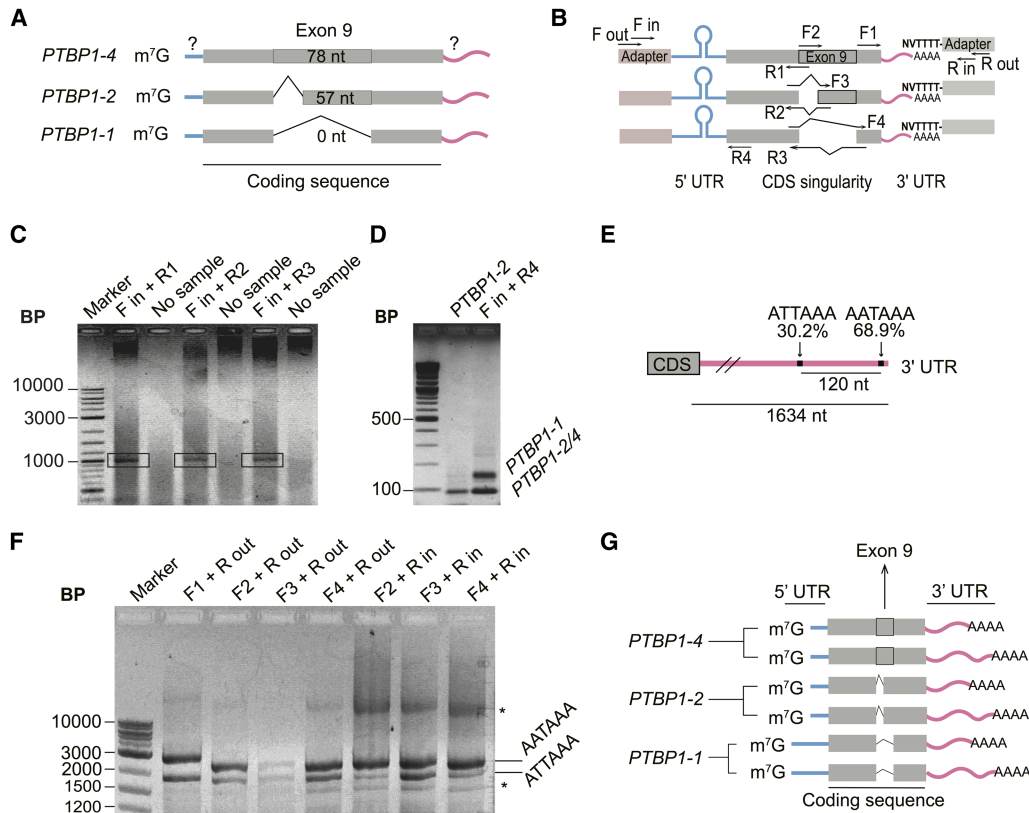 A
Exon 9
?
?
PTBP1-4 m⁷G 78 nt
PTBP1-2 m⁷G 57 nt
PTBP1-1 m⁷G 0 nt
Coding sequence
B
F out F in F2 F1 NVTTTT- Adapter
Adapter Exon 9 AAAA R in R out
R1 F3
NVTTTT-
AAAA
R2 F4
NVTTTT-
AAAA
R4 R3
5' UTR CDS singularity 3' UTR
C
BP
Marker
F in + R1
No sample
F in + R2
No sample
F in + R3
No sample
10000
3000
1000
D
BP
PTBP1-2
F in + R4
500
100
PTBP1-1
PTBP1-2/4
E
ATTAAA AATAAA
30.2% 68.9%
CDS 3' UTR
120 nt
1634 nt
F
BP
Marker
F1 + R out
F2 + R out
F3 + R out
F4 + R out
F2 + R in
F3 + R in
F4 + R in
10000
3000
2000
1500
1200
*
AATAAA
ATTAAA
*
G
Exon 9
5' UTR 3' UTR
PTBP1-4
m⁷G AAAA
m⁷G AAAA
PTBP1-2
m⁷G AAAA
m⁷G AAAA
PTBP1-1
m⁷G AAAA
m⁷G AAAA
Coding sequence